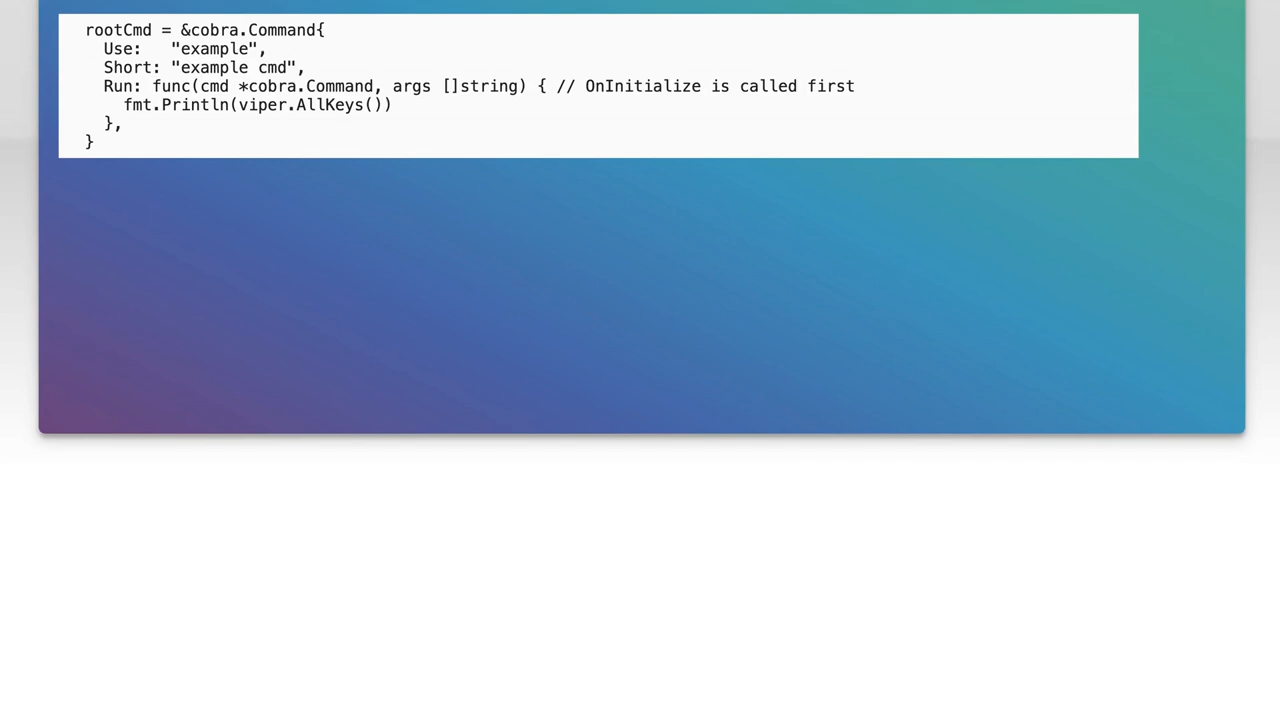 rootCmd = &cobra.Command{
  Use:   "example",
  Short: "example cmd",
  Run: func(cmd *cobra.Command, args []string) { // OnInitialize is called first
    fmt.Println(viper.AllKeys())
  },
}